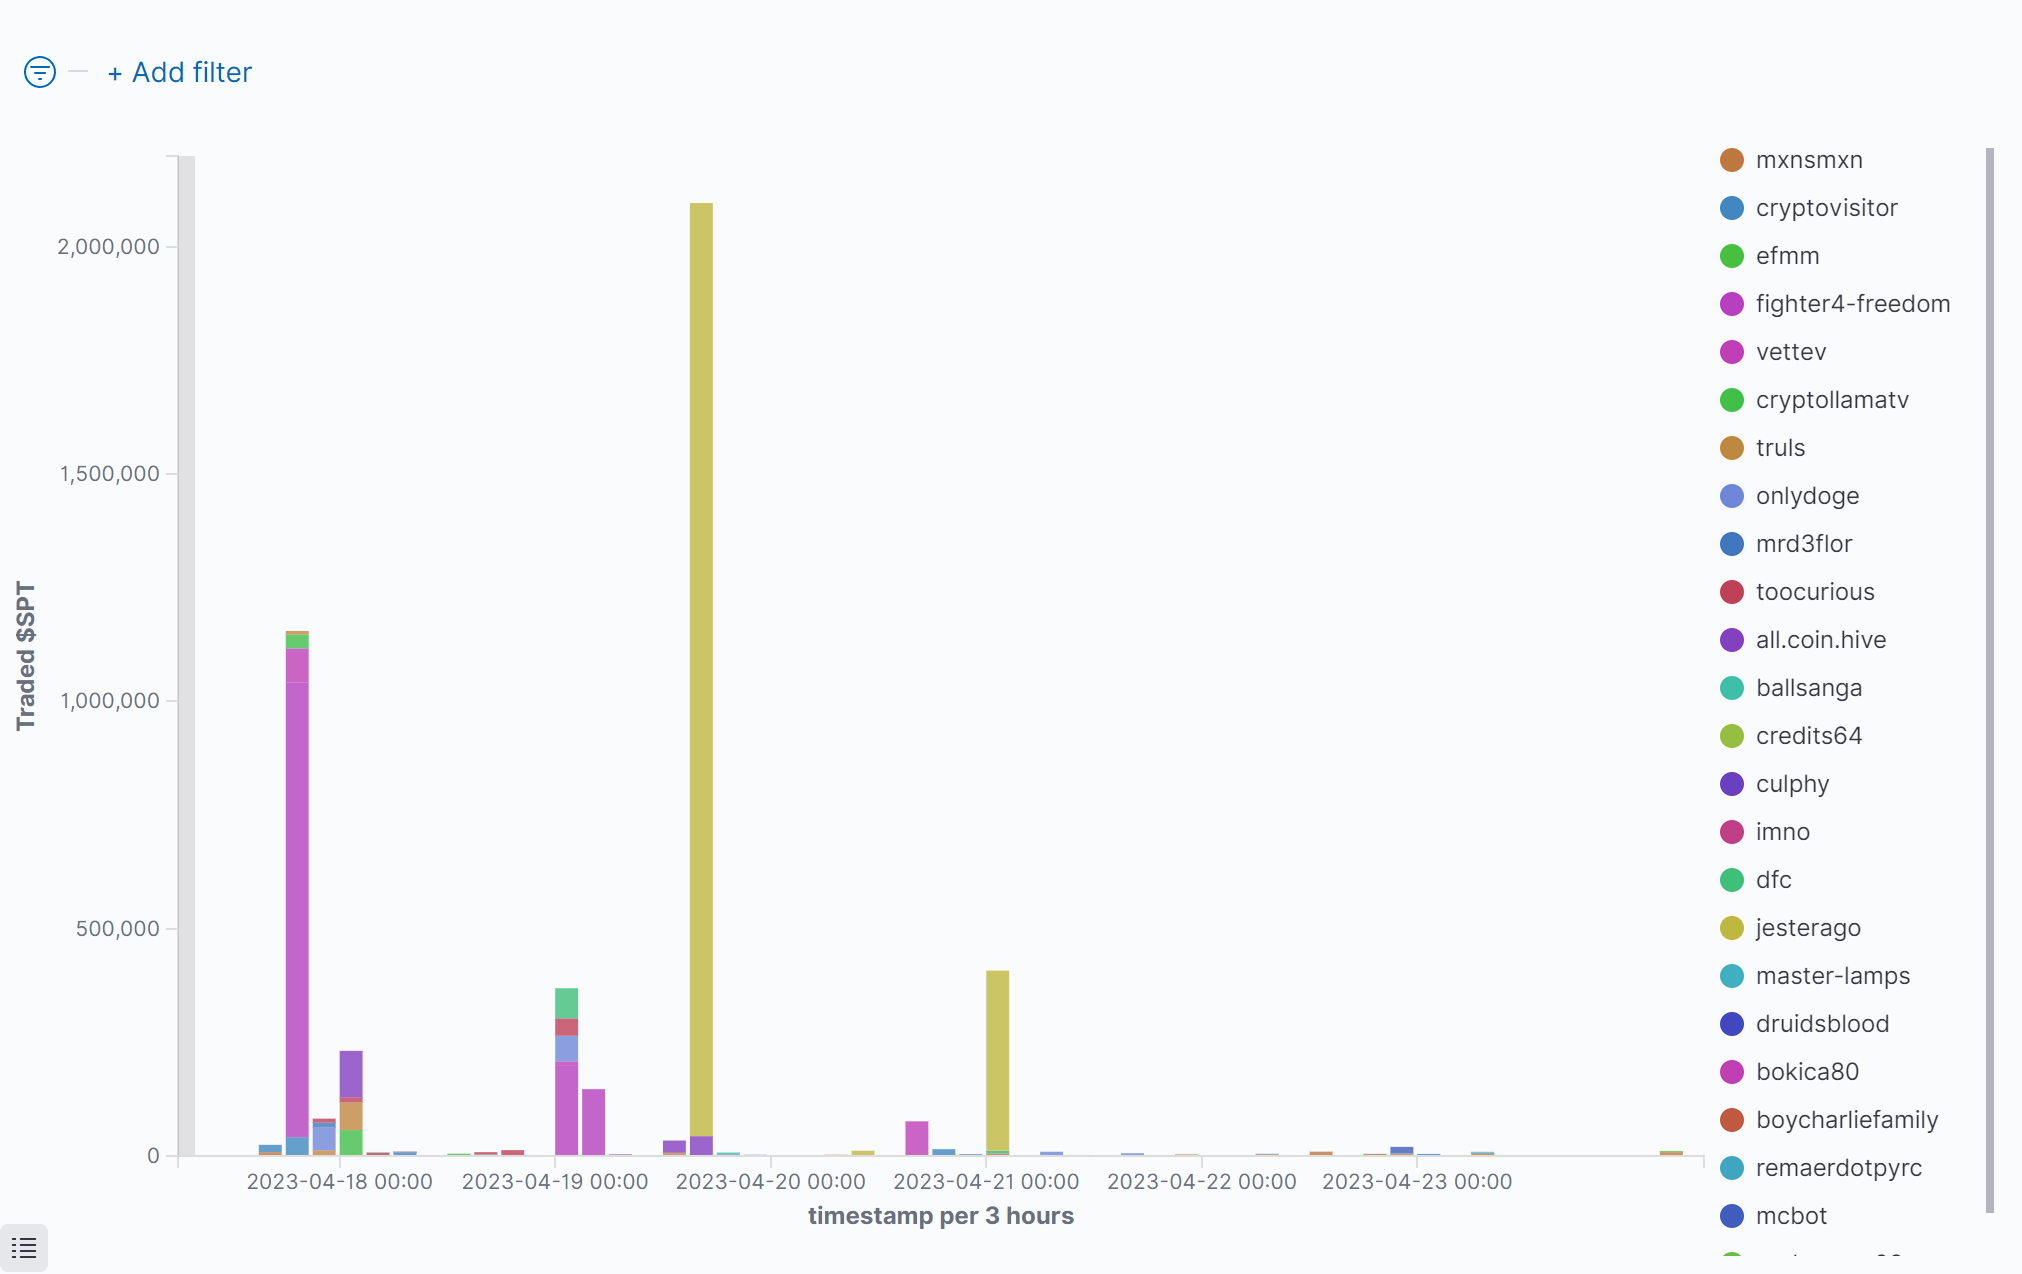 + Add filter
Traded $SPT
2,000,000
1,500,000
1,000,000
500,000
0
2023-04-18 00:00
2023-04-19 00:00
2023-04-20 00:00
2023-04-21 00:00
2023-04-22 00:00
2023-04-23 00:00
timestamp per 3 hours
mxnsmxn
cryptovisitor
efmm
fighter4-freedom
vettev
cryptollamatv
truls
onlydoge
mrd3flor
toocurious
all.coin.hive
ballsanga
credits64
culphy
imno
dfc
jesterago
master-lamps
druidsblood
bokica80
boycharliefamily
remaerdotpyrc
mcbot